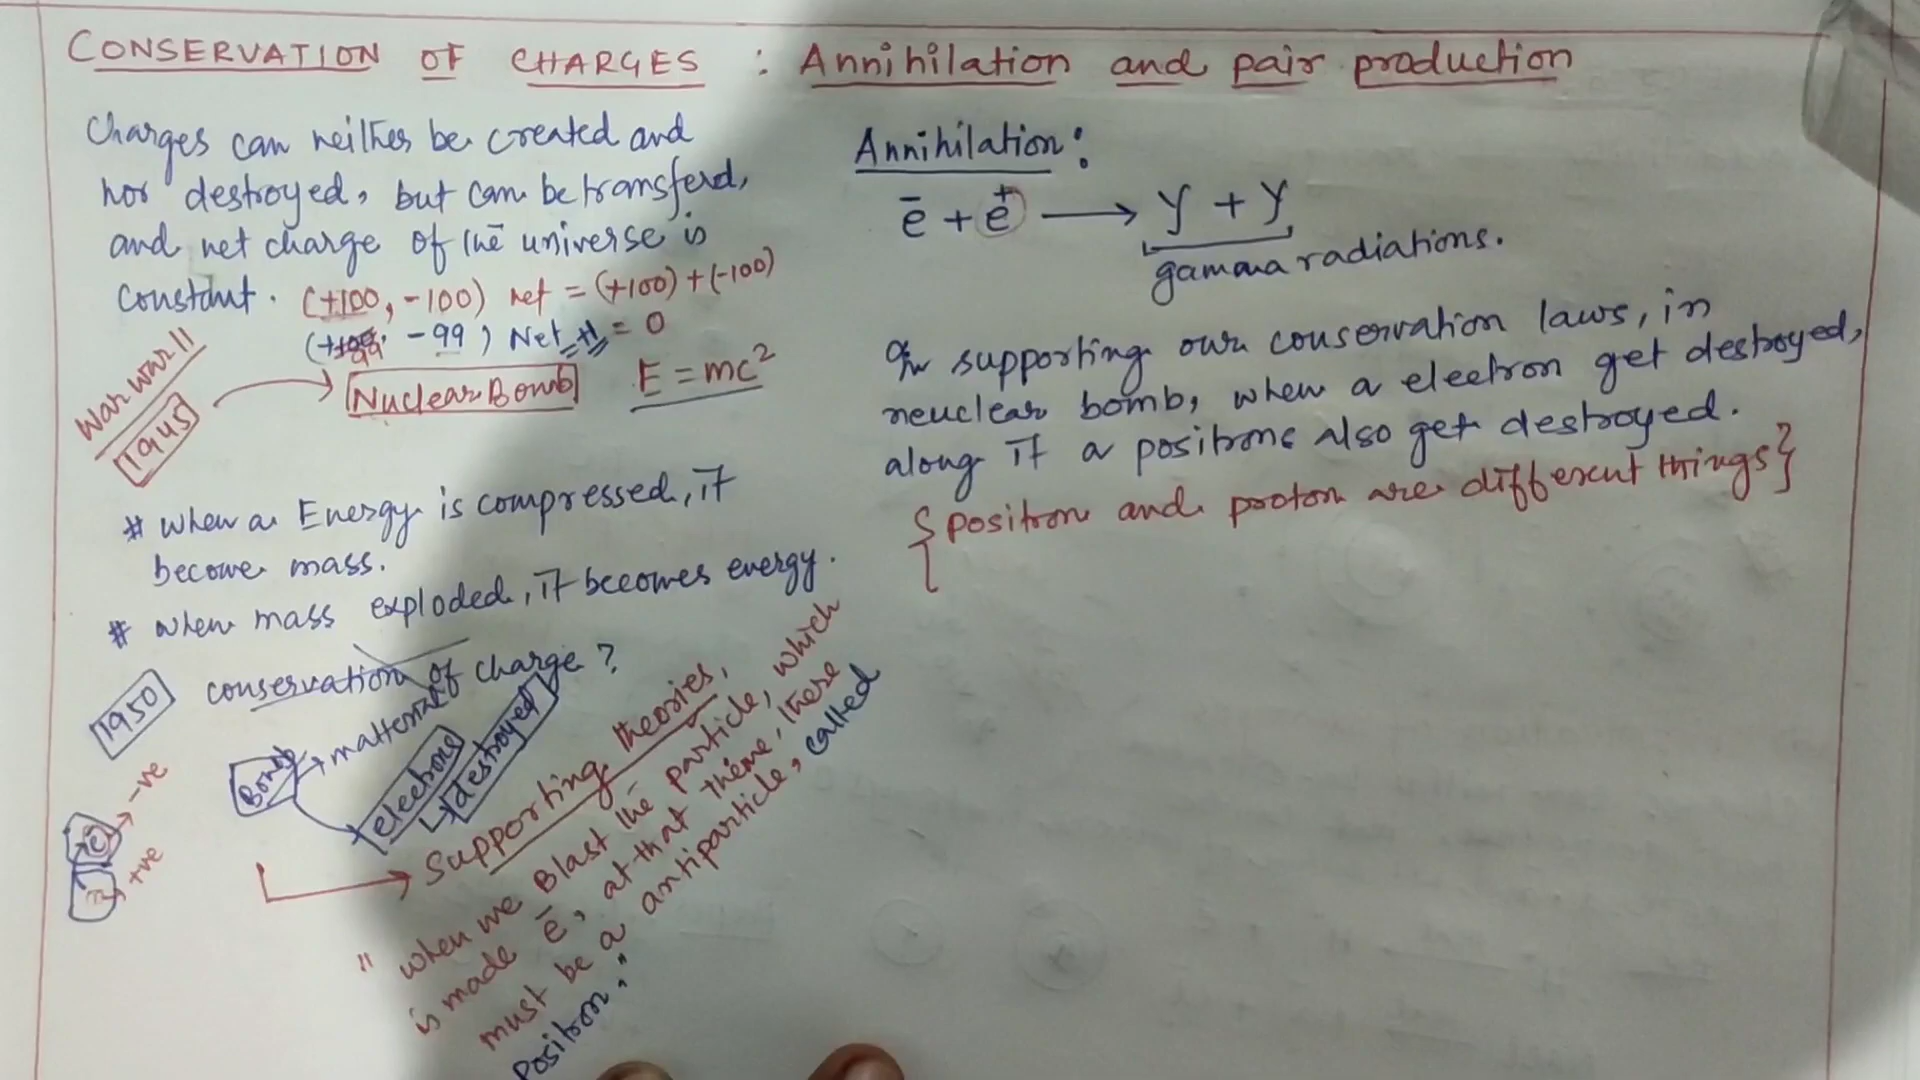 CONSERVATION OF CHARGES : Annihilation and pair production
Charges can neither be created and
nor destroyed, but can be transferd,
and net charge of the universe is
constant. (+100, -100) net = (+100) + (-100)
-99) Net = 0
War war II
1945
Nuclear Bomb
E = mc²
# when a Energy is compressed, it
become mass.
# when mass exploded, it becomes energy.
1950
conservation of charge?
Bomb
electrons
destroyed
-ve
+ve
Supporting theories,
" when we Blast the particle, which
is made ē, at that theme, there
must be a antiparticle, called
Positron."
Annihilation:
ē + e⁺ → γ + γ
gamma radiations.
supporting our conservation laws, in
neuclear bomb, when a electron get destroyed,
along it a positrons also get destroyed.
{positron and proton are different things}